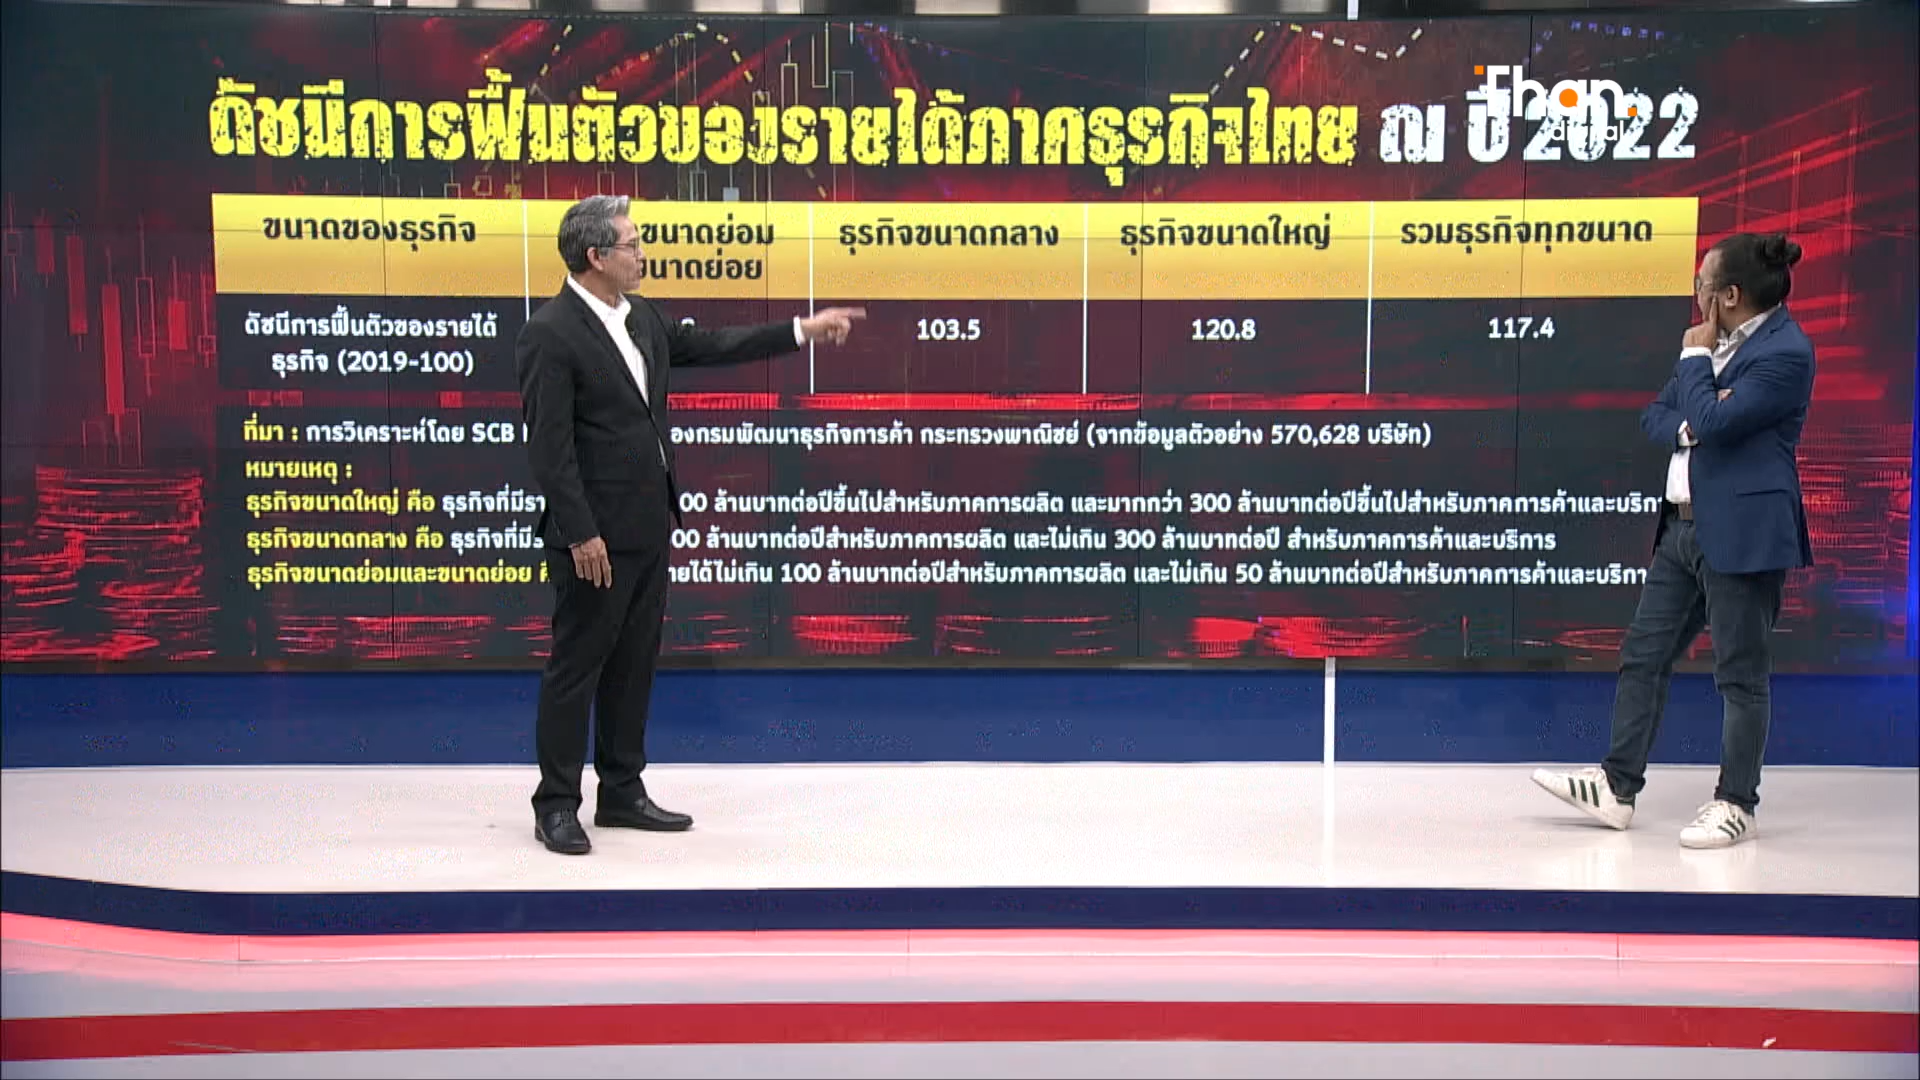 ดัชนีการฟื้นตัวของรายได้ภาคธุรกิจไทย ณ ปี 2022
Ehan
digital
ขนาดของธุรกิจ
ขนาดย่อม
ขนาดย่อย
ธุรกิจขนาดกลาง
ธุรกิจขนาดใหญ่
รวมธุรกิจทุกขนาด
ดัชนีการฟื้นตัวของรายได้
ธุรกิจ (2019-100)
103.5
120.8
117.4
ที่มา : การวิเคราะห์โดย SCB องกรมพัฒนาธุรกิจการค้า กระทรวงพาณิชย์ (จากข้อมูลตัวอย่าง 570,628 บริษัท)
หมายเหตุ :
ธุรกิจขนาดใหญ่ คือ ธุรกิจที่มีรา 00 ล้านบาทต่อปีขึ้นไปสำหรับภาคการผลิต และมากกว่า 300 ล้านบาทต่อปีขึ้นไปสำหรับภาคการค้าและบริกา
ธุรกิจขนาดกลาง คือ ธุรกิจที่มี 00 ล้านบาทต่อปีสำหรับภาคการผลิต และไม่เกิน 300 ล้านบาทต่อปี สำหรับภาคการค้าและบริการ
ธุรกิจขนาดย่อมและขนาดย่อย ายได้ไม่เกิน 100 ล้านบาทต่อปีสำหรับภาคการผลิต และไม่เกิน 50 ล้านบาทต่อปีสำหรับภาคการค้าและบริกา